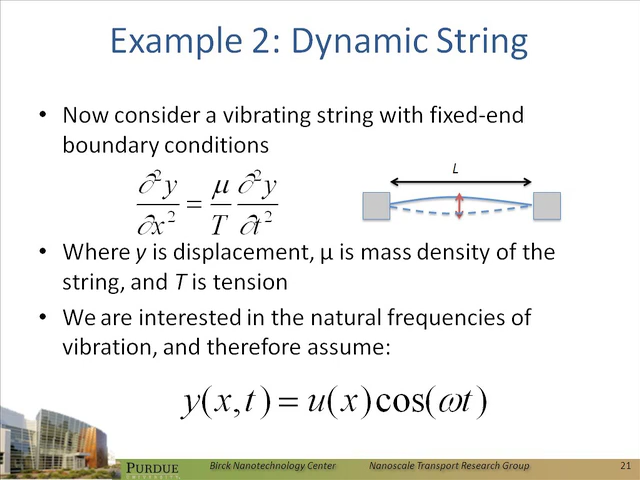 Example 2: Dynamic String
• Now consider a vibrating string with fixed-end
boundary conditions
∂²y/∂x² = μ/T ∂²y/∂t²
L
• Where y is displacement, μ is mass density of the
string, and T is tension
• We are interested in the natural frequencies of
vibration, and therefore assume:
y(x,t) = u(x)cos(ωt)
PURDUE
UNIVERSITY
Birck Nanotechnology Center
Nanoscale Transport Research Group
21